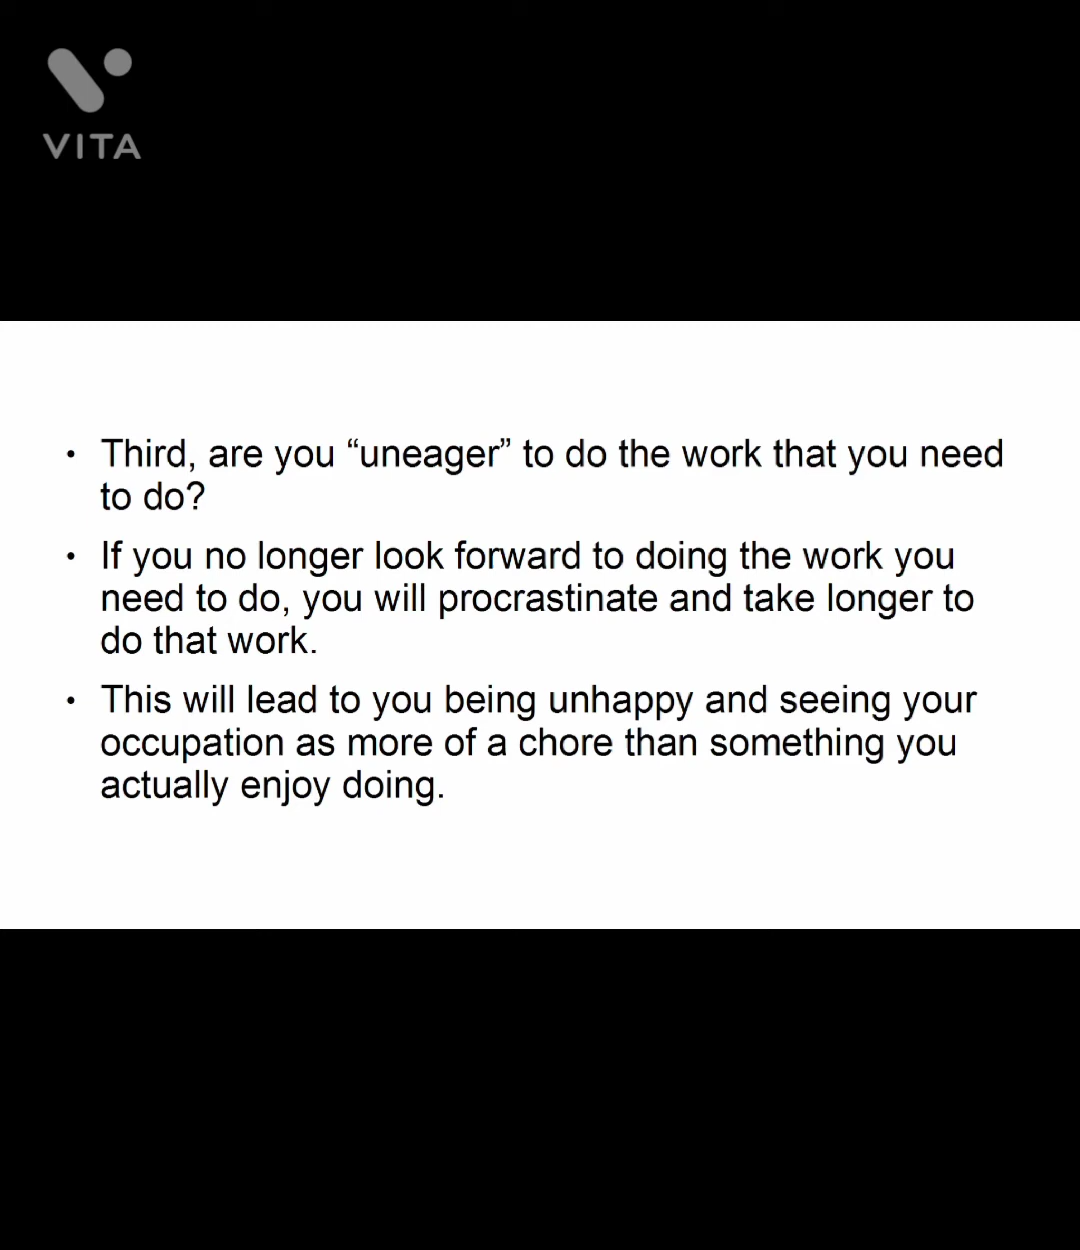 VITA
• Third, are you “uneager” to do the work that you need
to do?
• If you no longer look forward to doing the work you
need to do, you will procrastinate and take longer to
do that work.
• This will lead to you being unhappy and seeing your
occupation as more of a chore than something you
actually enjoy doing.